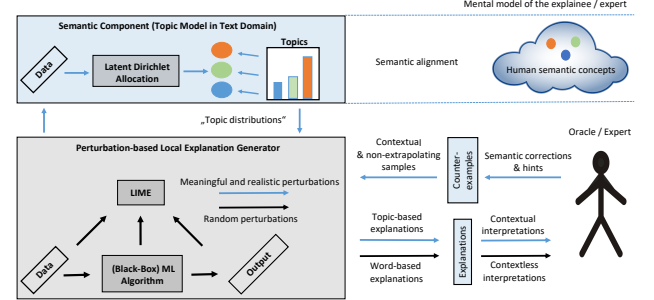 Mental model of the explainee / expert
Semantic Component (Topic Model in Text Domain)
Topics
Data
Latent Dirichlet
Allocation
Semantic alignment
Human semantic concepts
„Topic distributions“
Oracle / Expert
Perturbation-based Local Explanation Generator
Contextual
& non-extrapolating
samples
Counter-
examples
Semantic corrections
& hints
LIME
Meaningful and realistic perturbations
Random perturbations
Topic-based
explanations
Explanations
Contextual
interpretations
Data
(Black-Box) ML
Algorithm
Output
Word-based
explanations
Contextless
interpretations